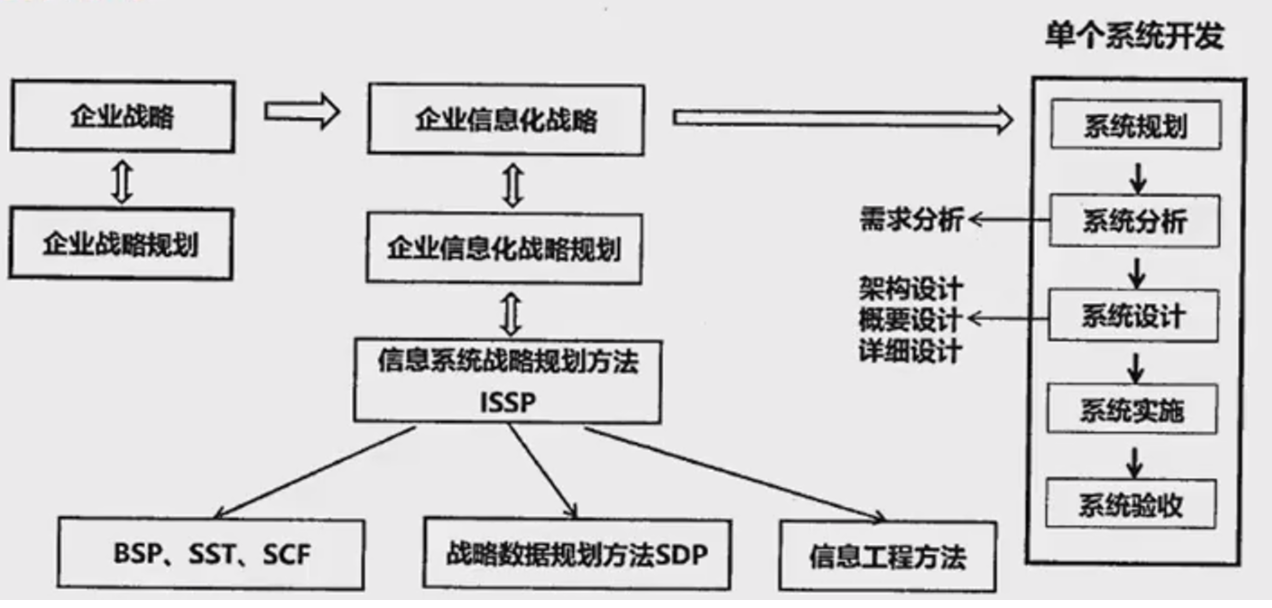 单个系统开发
企业战略
企业信息化战略
系统规划
需求分析
系统分析
企业战略规划
企业信息化战略规划
架构设计
概要设计
详细设计
系统设计
信息系统战略规划方法
ISSP
系统实施
系统验收
BSP、SST、SCF
战略数据规划方法SDP
信息工程方法